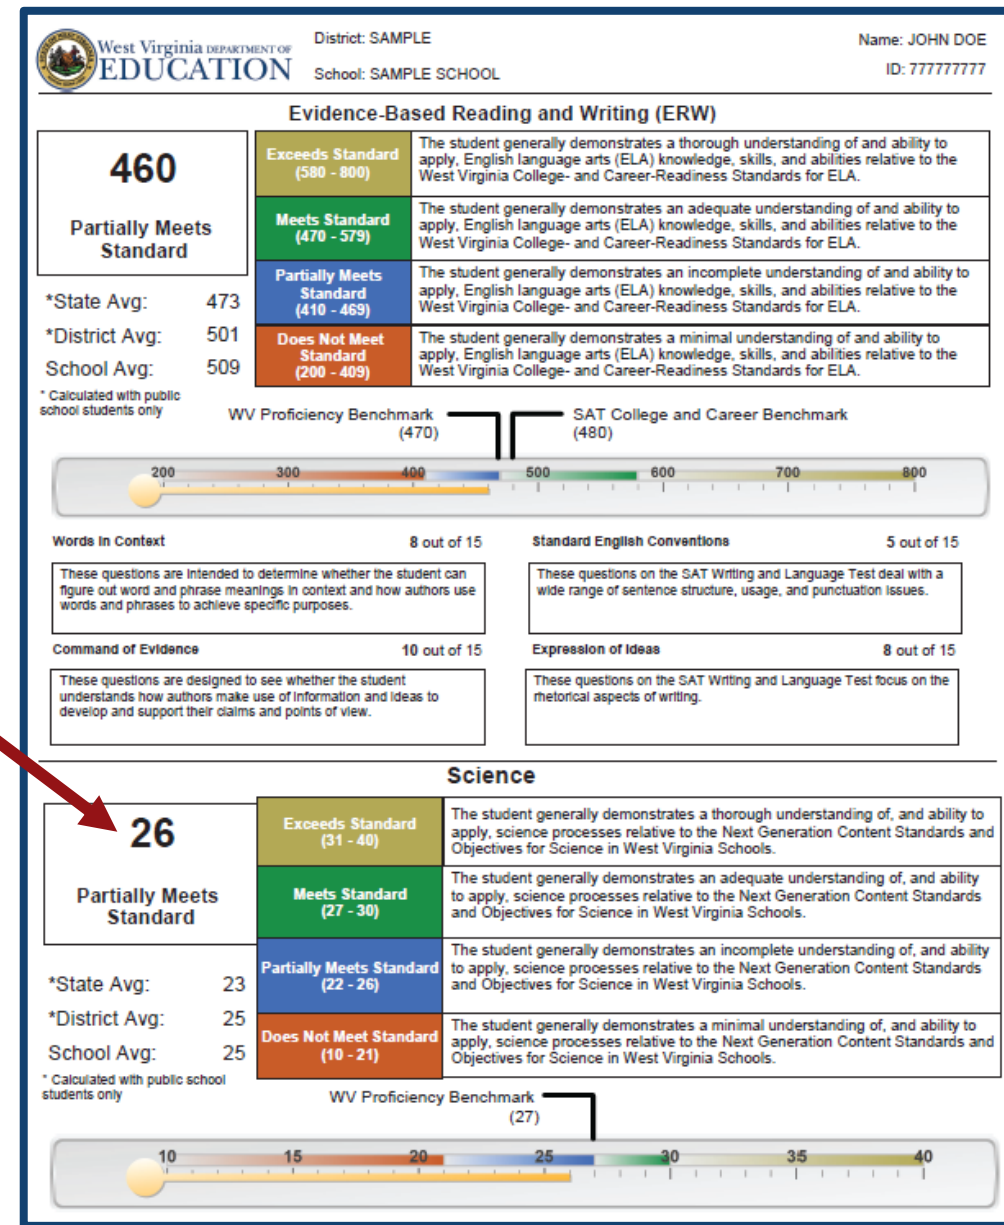 West Virginia DEPARTMENT OF
EDUCATION
District: SAMPLE
School: SAMPLE SCHOOL
Name: JOHN DOE
ID: 777777777
Evidence-Based Reading and Writing (ERW)
460
Partially Meets
Standard
*State Avg: 473
*District Avg: 501
School Avg: 509
* Calculated with public
school students only
Exceeds Standard
(580 - 800)
The student generally demonstrates a thorough understanding of and ability to
apply, English language arts (ELA) knowledge, skills, and abilities relative to the
West Virginia College- and Career-Readiness Standards for ELA.
Meets Standard
(470 - 579)
The student generally demonstrates an adequate understanding of and ability to
apply, English language arts (ELA) knowledge, skills, and abilities relative to the
West Virginia College- and Career-Readiness Standards for ELA.
Partially Meets
Standard
(410 - 469)
The student generally demonstrates an incomplete understanding of and ability to
apply, English language arts (ELA) knowledge, skills, and abilities relative to the
West Virginia College- and Career-Readiness Standards for ELA.
Does Not Meet
Standard
(200 - 409)
The student generally demonstrates a minimal understanding of and ability to
apply, English language arts (ELA) knowledge, skills, and abilities relative to the
West Virginia College- and Career-Readiness Standards for ELA.
WV Proficiency Benchmark
(470)
SAT College and Career Benchmark
(480)
200 300 400 500 600 700 800
Words In Context 8 out of 15
These questions are intended to determine whether the student can
figure out word and phrase meanings in context and how authors use
words and phrases to achieve specific purposes.
Standard English Conventions 5 out of 15
These questions on the SAT Writing and Language Test deal with a
wide range of sentence structure, usage, and punctuation issues.
Command of Evidence 10 out of 15
These questions are designed to see whether the student
understands how authors make use of information and ideas to
develop and support their claims and points of view.
Expression of Ideas 8 out of 15
These questions on the SAT Writing and Language Test focus on the
rhetorical aspects of writing.
Science
26
Partially Meets
Standard
*State Avg: 23
*District Avg: 25
School Avg: 25
* Calculated with public school
students only
Exceeds Standard
(31 - 40)
The student generally demonstrates a thorough understanding of, and ability to
apply, science processes relative to the Next Generation Content Standards and
Objectives for Science in West Virginia Schools.
Meets Standard
(27 - 30)
The student generally demonstrates an adequate understanding of, and ability
to apply, science processes relative to the Next Generation Content Standards
and Objectives for Science in West Virginia Schools.
Partially Meets Standard
(22 - 26)
The student generally demonstrates an incomplete understanding of, and ability
to apply, science processes relative to the Next Generation Content Standards
and Objectives for Science in West Virginia Schools.
Does Not Meet Standard
(10 - 21)
The student generally demonstrates a minimal understanding of, and ability to
apply, science processes relative to the Next Generation Content Standards and
Objectives for Science in West Virginia Schools.
WV Proficiency Benchmark
(27)
10 15 20 25 30 35 40